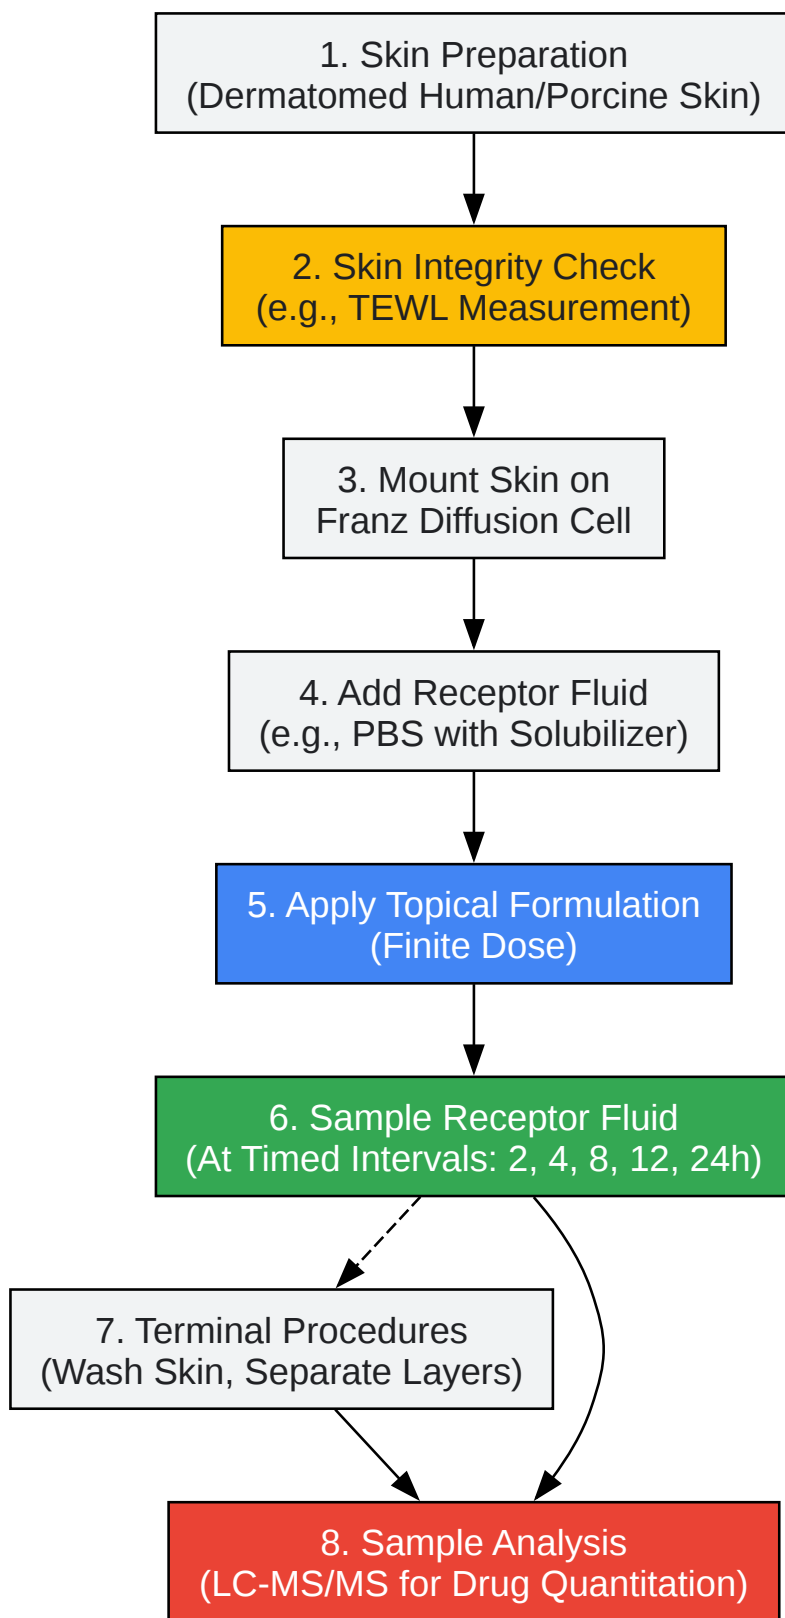 1. Skin Preparation
(Dermatomed Human/Porcine Skin)
2. Skin Integrity Check
(e.g., TEWL Measurement)
3. Mount Skin on
Franz Diffusion Cell
4. Add Receptor Fluid
(e.g., PBS with Solubilizer)
5. Apply Topical Formulation
(Finite Dose)
6. Sample Receptor Fluid
(At Timed Intervals: 2, 4, 8, 12, 24h)
7. Terminal Procedures
(Wash Skin, Separate Layers)
8. Sample Analysis
(LC-MS/MS for Drug Quantitation)